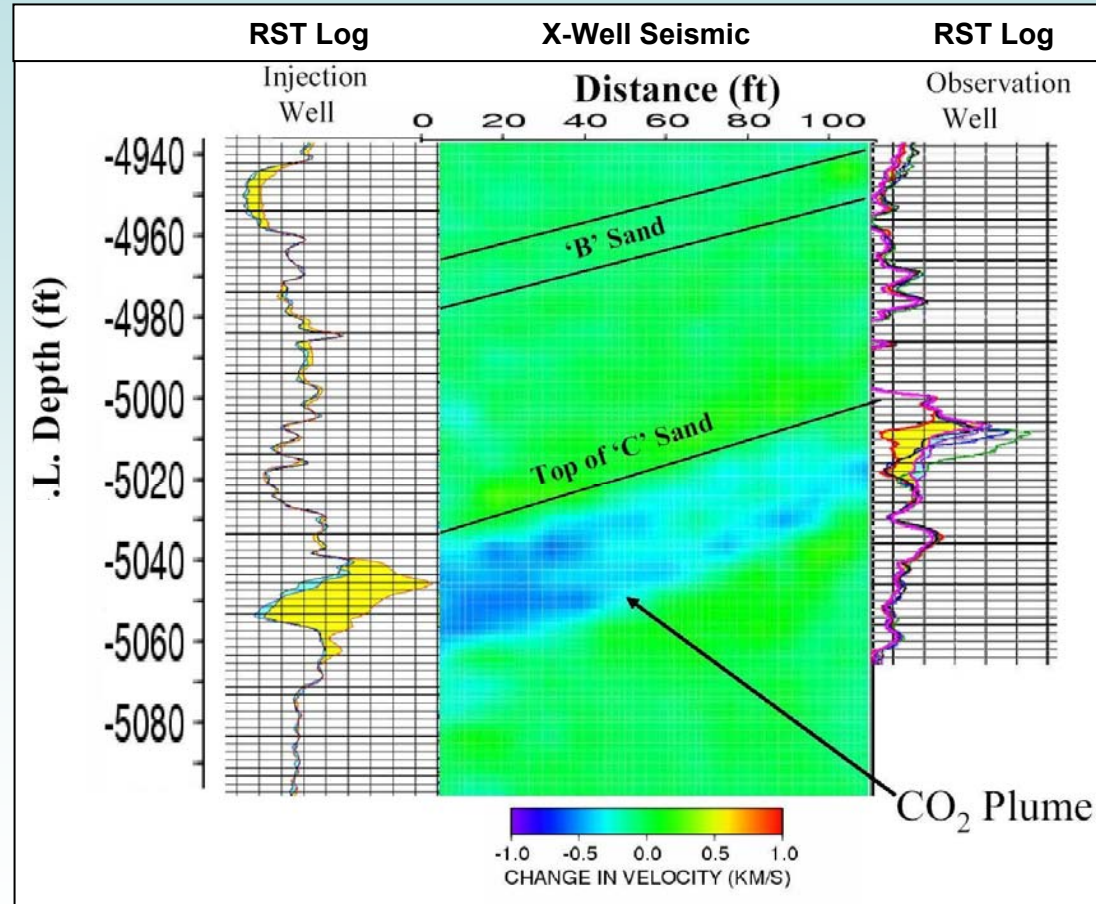 RST Log X-Well Seismic RST Log
Injection
Well
Distance (ft)
Observation
Well
0 20 40 60 80 100
.L. Depth (ft)
-4940
-4960
-4980
-5000
-5020
-5040
-5060
-5080
‘B’ Sand
Top of ‘C’ Sand
CO₂ Plume
-1.0 -0.5 0.0 0.5 1.0
CHANGE IN VELOCITY (KM/S)